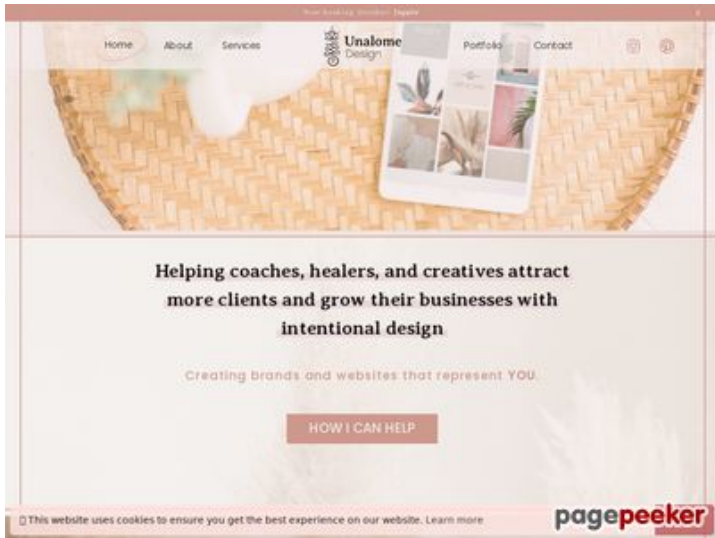 Home
About
Services
Unalome
Design
Portfolio
Contact
Helping coaches, healers, and creatives attract
more clients and grow their businesses with
intentional design
Creating brands and websites that represent YOU.
HOW I CAN HELP
This website uses cookies to ensure you get the best experience on our website. Learn more
pagepeeker